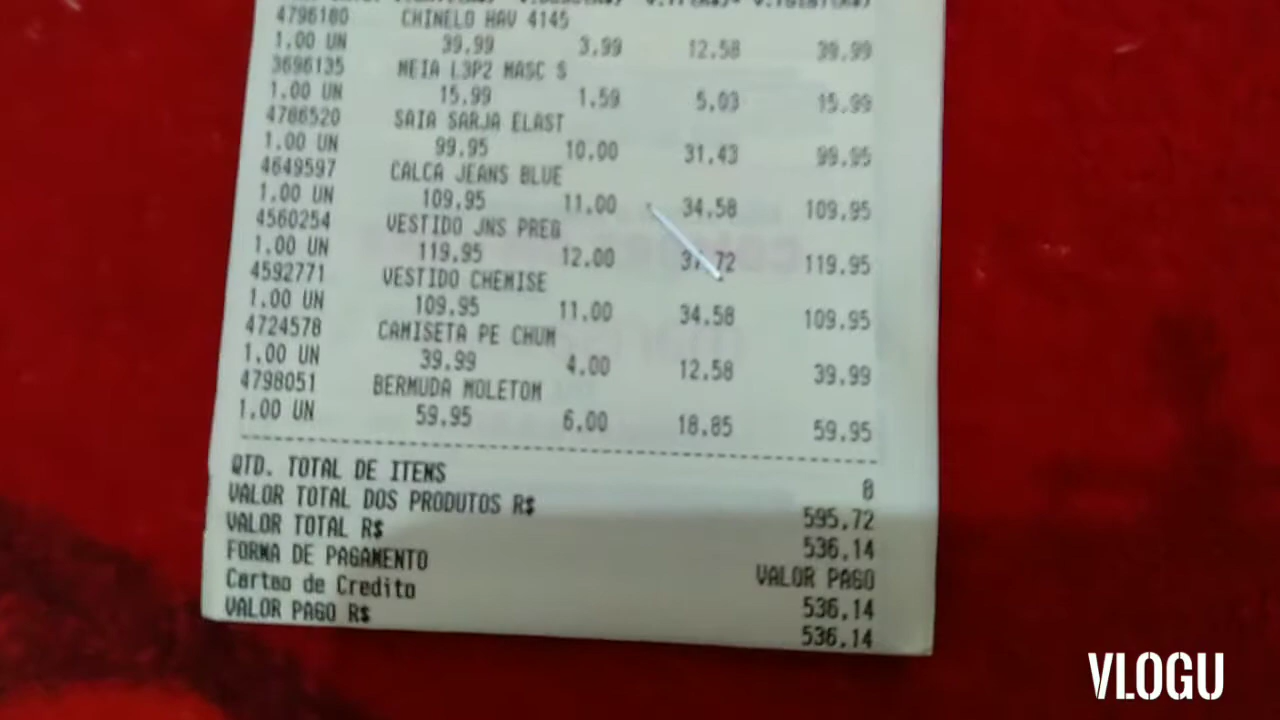 4796180 CHINELO HAV 4145
1.00 UN 39.99 3.99 12.58 39.99
3696135 MEIA L3P2 MASC S
1.00 UN 15.99 1.59 5.03 15.99
4786520 SAIA SARJA ELAST
1.00 UN 99.95 10.00 31.43 99.95
4649597 CALCA JEANS BLUE
1.00 UN 109.95 11.00 34.58 109.95
4560254 VESTIDO JNS PREG
1.00 UN 119.95 12.00 37.72 119.95
4592771 VESTIDO CHEMISE
1.00 UN 109.95 11.00 34.58 109.95
4724578 CAMISETA PE CHUM
1.00 UN 39.99 4.00 12.58 39.99
4798051 BERMUDA MOLETOM
1.00 UN 59.95 6.00 18.85 59.95
QTD. TOTAL DE ITENS 8
VALOR TOTAL DOS PRODUTOS R$ 595,72
VALOR TOTAL R$ 536,14
FORMA DE PAGAMENTO VALOR PAGO
Cartao de Credito 536,14
VALOR PAGO R$ 536,14
VLOGU